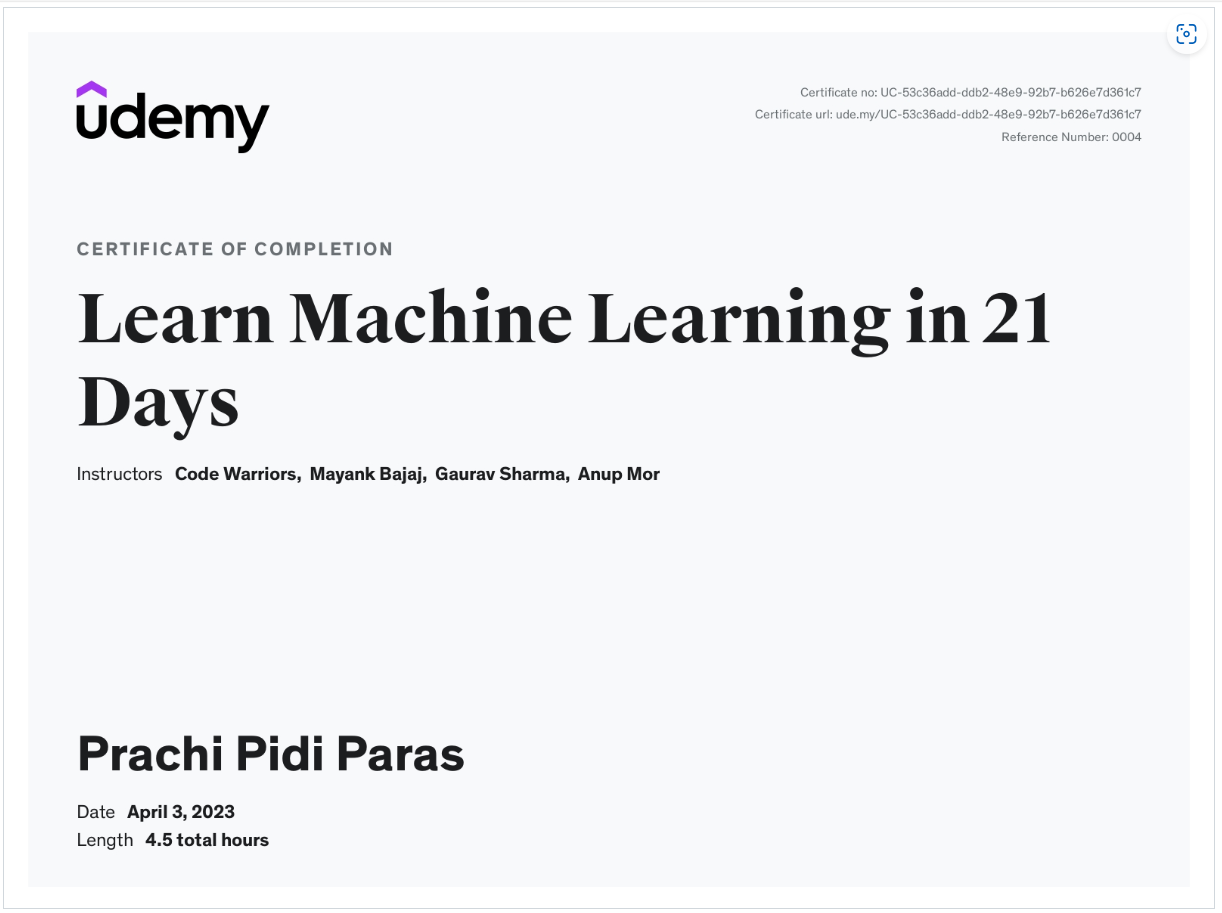 udemy
Certificate no: UC-53c36add-ddb2-48e9-92b7-b626e7d361c7
Certificate url: ude.my/UC-53c36add-ddb2-48e9-92b7-b626e7d361c7
Reference Number: 0004
CERTIFICATE OF COMPLETION
Learn Machine Learning in 21
Days
Instructors Code Warriors, Mayank Bajaj, Gaurav Sharma, Anup Mor
Prachi Pidi Paras
Date April 3, 2023
Length 4.5 total hours